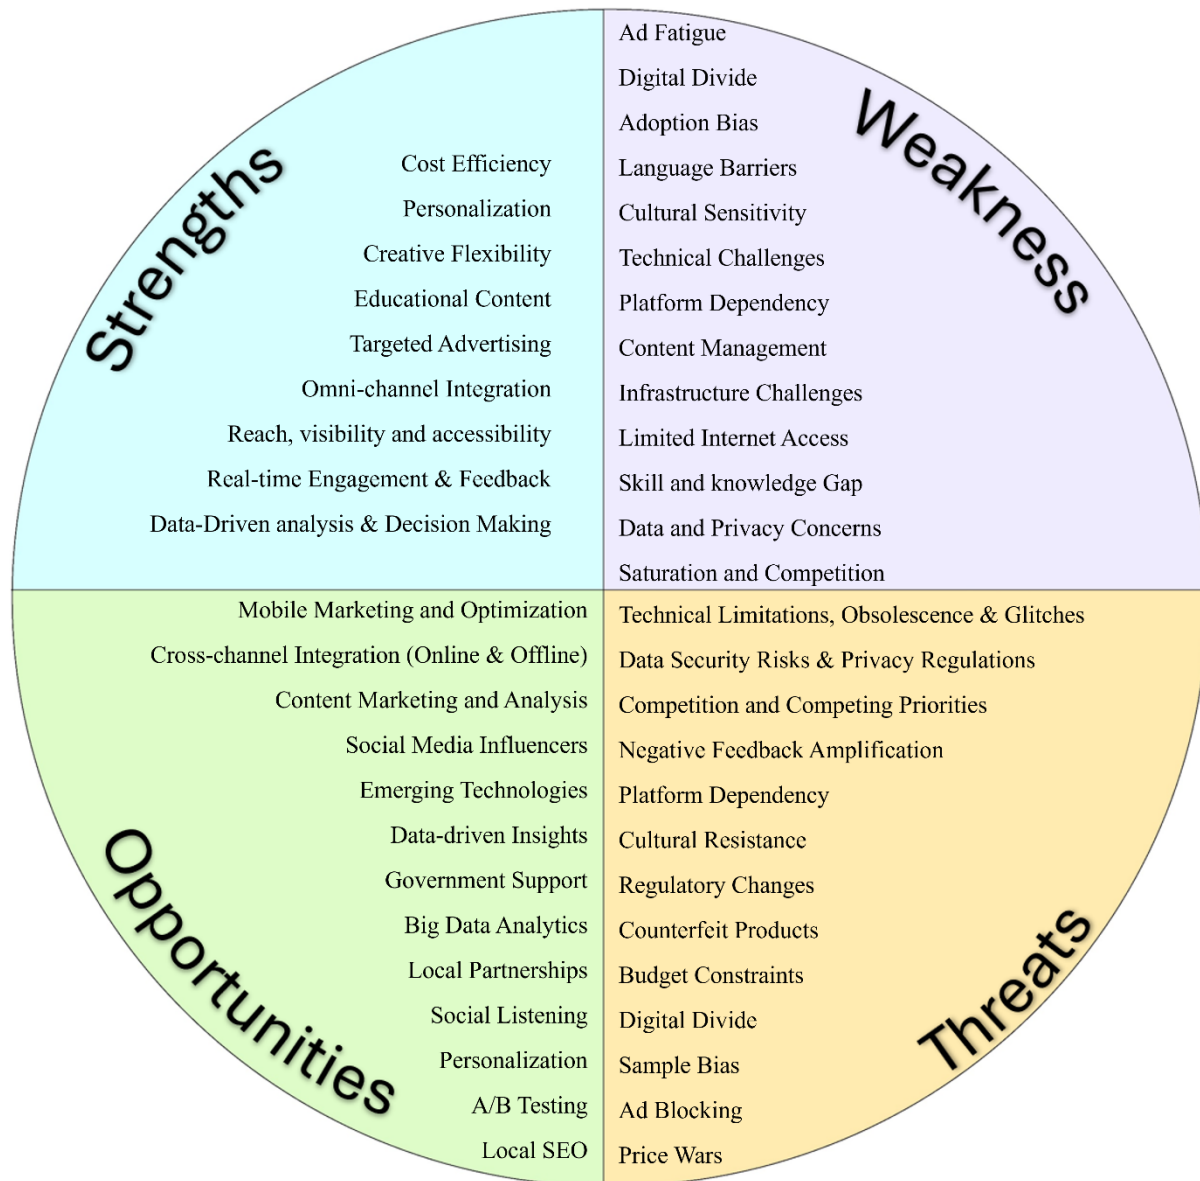 Strengths
Cost Efficiency
Personalization
Creative Flexibility
Educational Content
Targeted Advertising
Omni-channel Integration
Reach, visibility and accessibility
Real-time Engagement & Feedback
Data-Driven analysis & Decision Making
Weakness
Ad Fatigue
Digital Divide
Adoption Bias
Language Barriers
Cultural Sensitivity
Technical Challenges
Platform Dependency
Content Management
Infrastructure Challenges
Limited Internet Access
Skill and knowledge Gap
Data and Privacy Concerns
Saturation and Competition
Opportunities
Mobile Marketing and Optimization
Cross-channel Integration (Online & Offline)
Content Marketing and Analysis
Social Media Influencers
Emerging Technologies
Data-driven Insights
Government Support
Big Data Analytics
Local Partnerships
Social Listening
Personalization
A/B Testing
Local SEO
Threats
Technical Limitations, Obsolescence & Glitches
Data Security Risks & Privacy Regulations
Competition and Competing Priorities
Negative Feedback Amplification
Platform Dependency
Cultural Resistance
Regulatory Changes
Counterfeit Products
Budget Constraints
Digital Divide
Sample Bias
Ad Blocking
Price Wars